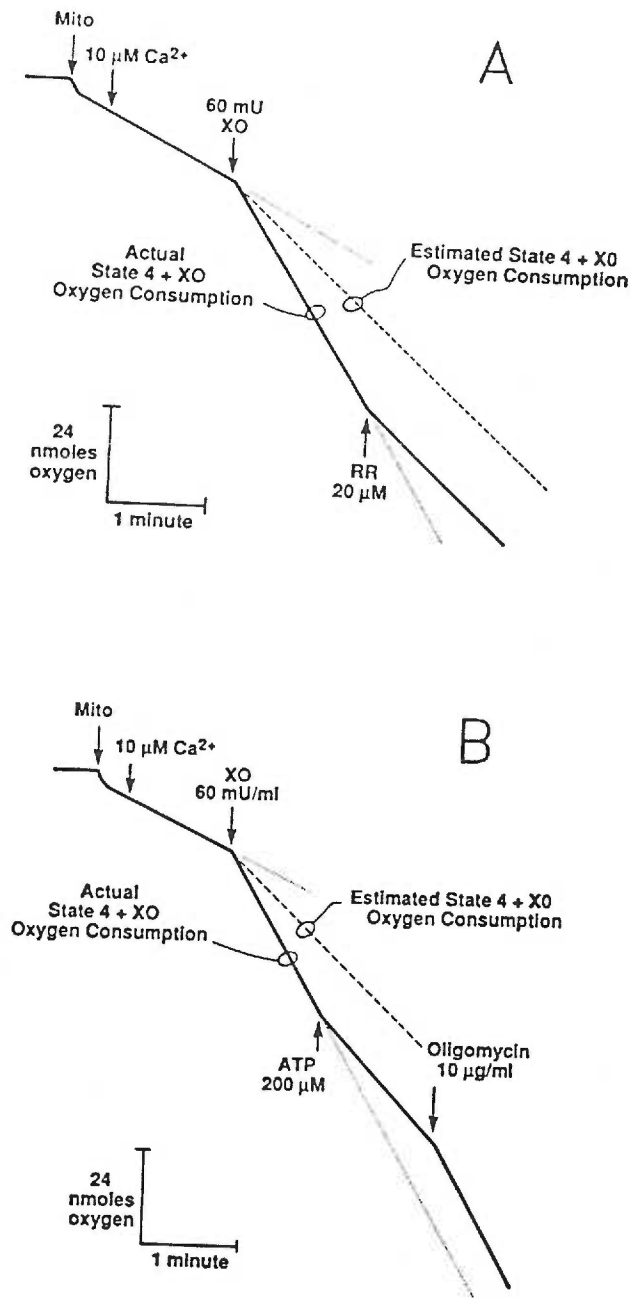 A
Mito
10 μM Ca²⁺
60 mU
XO
Actual
State 4 + XO
Oxygen Consumption
Estimated State 4 + X0
Oxygen Consumption
24
nmoles
oxygen
1 minute
RR
20 μM
B
Mito
10 μM Ca²⁺
XO
60 mU/ml
Actual
State 4 + XO
Oxygen Consumption
Estimated State 4 + X0
Oxygen Consumption
ATP
200 μM
Oligomycin
10 μg/ml
24
nmoles
oxygen
1 minute